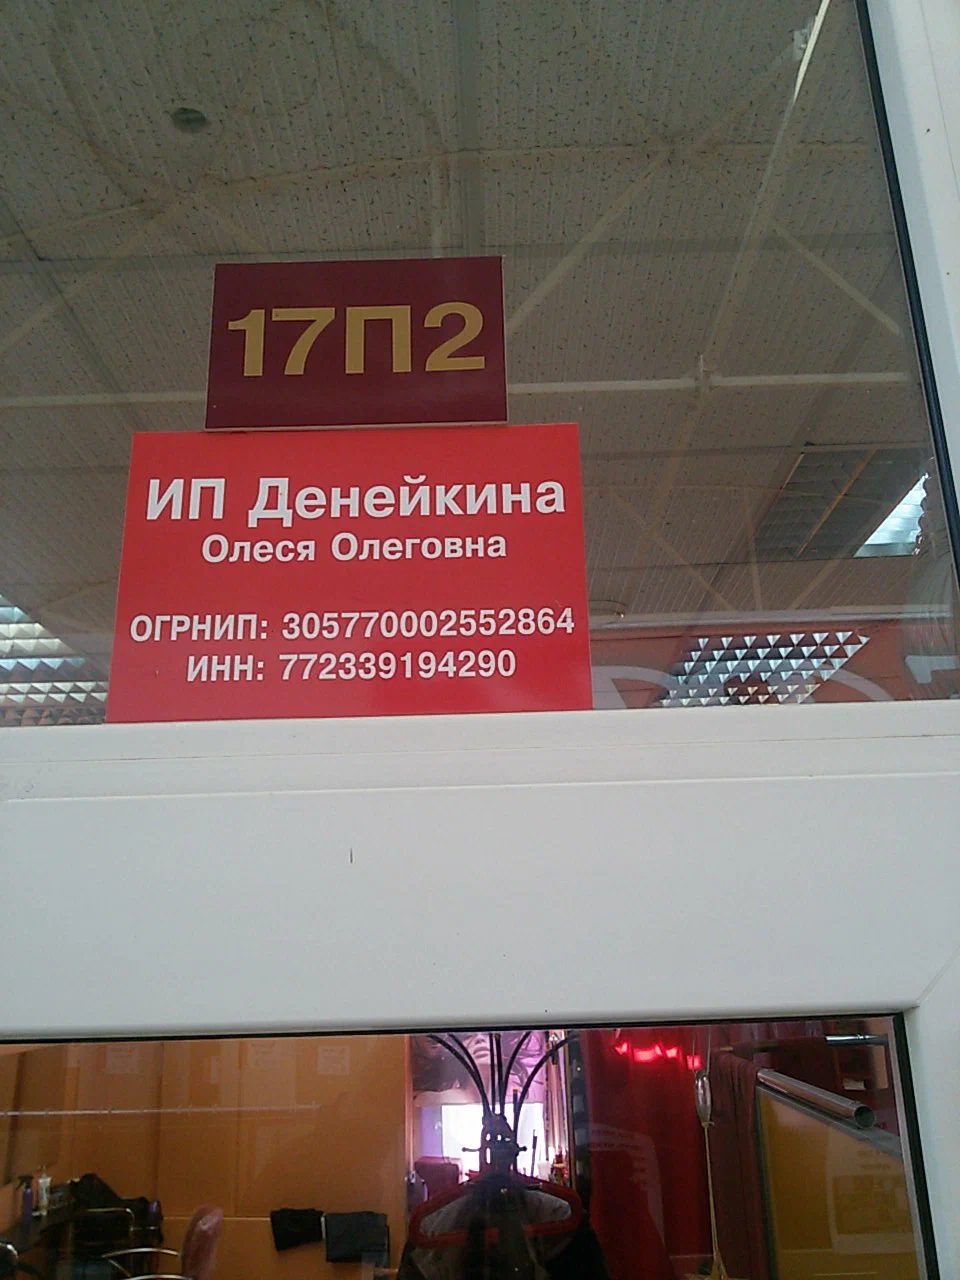 17П2
ИП Денейкина
Олеся Олеговна
ОГРНИП: 305770002552864
ИНН: 772339194290